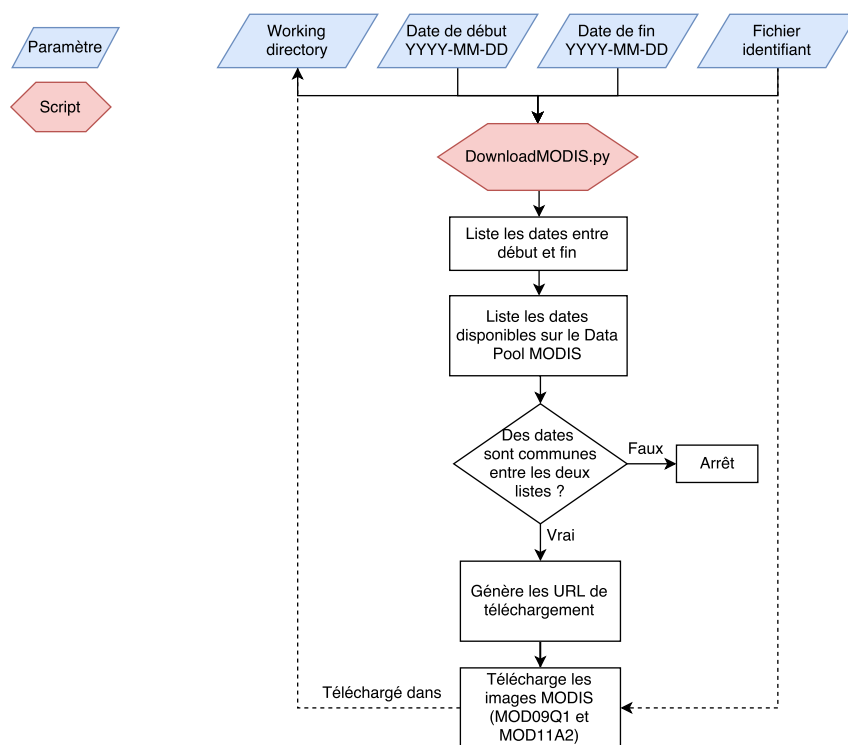 Paramètre
Script
Working
directory
Date de début
YYYY-MM-DD
Date de fin
YYYY-MM-DD
Fichier
identifiant
DownloadMODIS.py
Liste les dates entre
début et fin
Liste les dates
disponibles sur le Data
Pool MODIS
Des dates
sont communes
entre les deux
listes ?
Faux
Arrêt
Vrai
Génère les URL de
téléchargement
Téléchargé dans
Télécharge les
images MODIS
(MOD09Q1 et
MOD11A2)